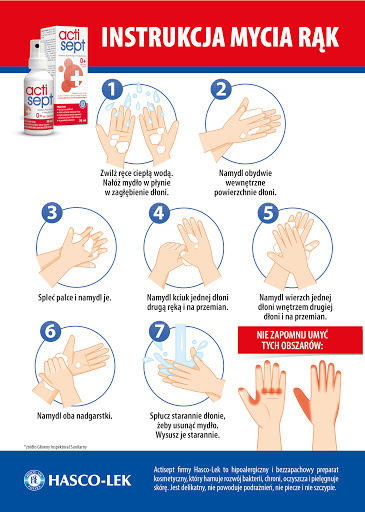 INSTRUKCJA MYCIA RĄK
acti
sept
0+
acti
sept
0+
1
Zwilż ręce ciepłą wodą.
Nałóż mydło w płynie
w zagłębienie dłoni.
2
Namydl obydwie
wewnętrzne
powierzchnie dłoni.
3
Spleć palce i namydl je.
4
Namydl kciuk jednej dłoni
drugą ręką i na przemian.
5
Namydl wierzch jednej
dłoni wnętrzem drugiej
dłoni i na przemian.
6
Namydl oba nadgarstki.
7
Spłucz starannie dłonie,
żeby usunąć mydło.
Wysusz je starannie.
NIE ZAPOMNIJ UMYĆ
TYCH OBSZARÓW:
*źródło Główny Inspektorat Sanitarny
HASCO-LEK
Actisept firmy Hasco-Lek to hipoalergiczny i bezzapachowy preparat
kosmetyczny, który hamuje rozwój bakterii, chroni, oczyszcza i pielęgnuje
skórę. Jest delikatny, nie powoduje podrażnień, nie piecze i nie szczypie.